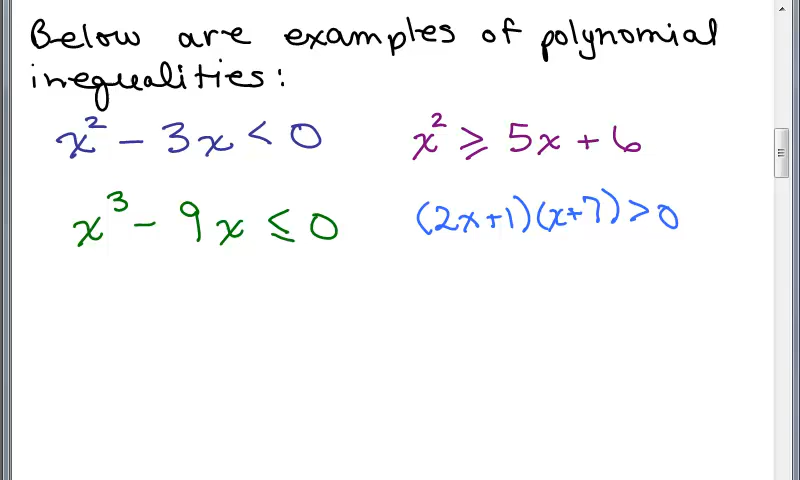 Below are examples of polynomial
inequalities:
x² - 3x < 0
x² ≥ 5x + 6
x³ - 9x ≤ 0
(2x+1)(x+7) > 0